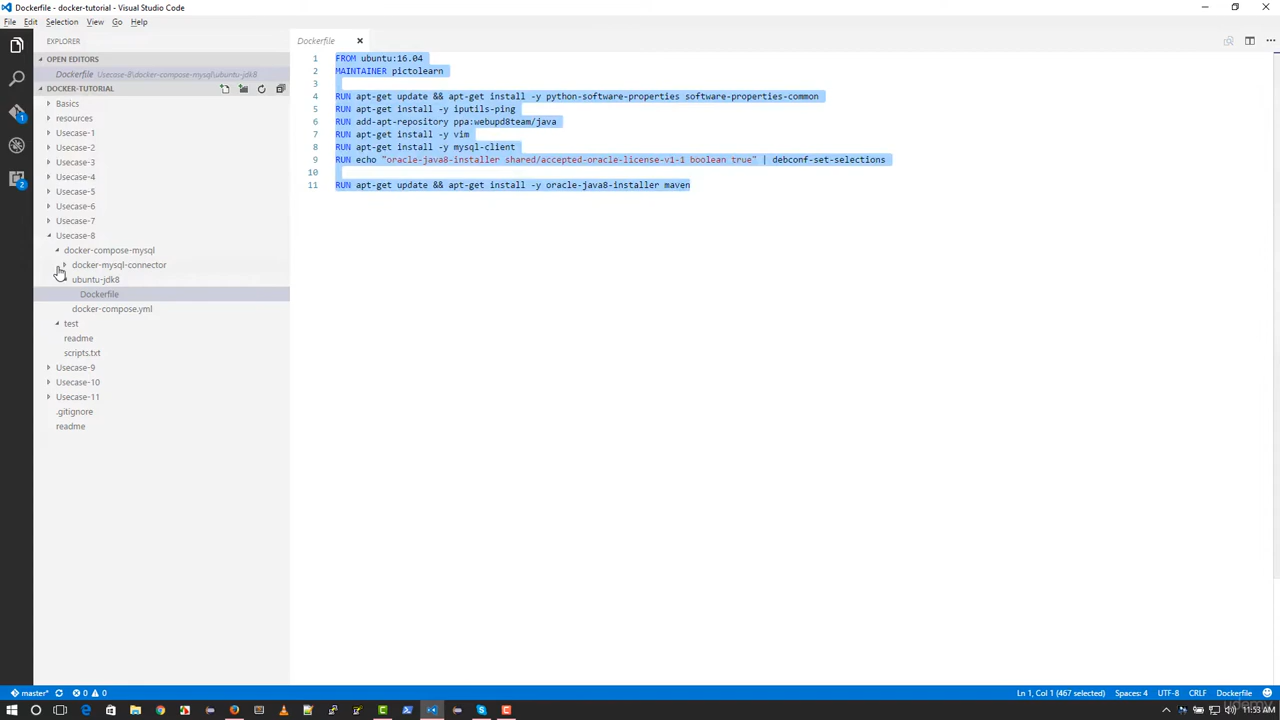 Dockerfile - docker-tutorial - Visual Studio Code
File Edit Selection View Go Help
EXPLORER
OPEN EDITORS
Dockerfile Usecase-8\docker-compose-mysql\ubuntu-jdk8
DOCKER-TUTORIAL
Basics
resources
Usecase-1
Usecase-2
Usecase-3
Usecase-4
Usecase-5
Usecase-6
Usecase-7
Usecase-8
docker-compose-mysql
docker-mysql-connector
ubuntu-jdk8
Dockerfile
docker-compose.yml
test
readme
scripts.txt
Usecase-9
Usecase-10
Usecase-11
.gitignore
readme
1
2
Dockerfile
1 FROM ubuntu:16.04
2 MAINTAINER pictolearn
3
4 RUN apt-get update && apt-get install -y python-software-properties software-properties-common
5 RUN apt-get install -y iputils-ping
6 RUN add-apt-repository ppa:webupd8team/java
7 RUN apt-get install -y vim
8 RUN apt-get install -y mysql-client
9 RUN echo "oracle-java8-installer shared/accepted-oracle-license-v1-1 boolean true" | debconf-set-selections
10
11 RUN apt-get update && apt-get install -y oracle-java8-installer maven
master* 0 0 Ln 1, Col 1 (467 selected) Spaces: 4 UTF-8 CRLF Dockerfile
udemy
11:53 AM